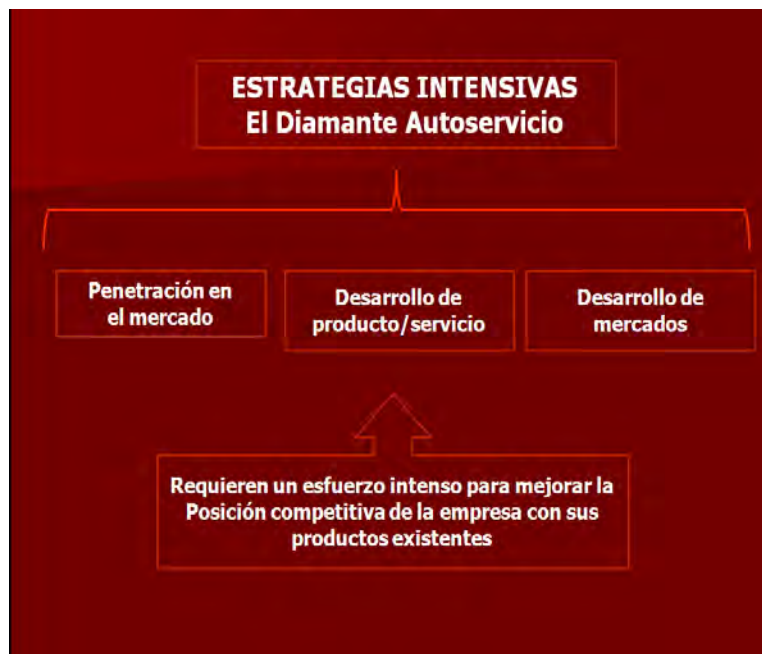 ESTRATEGIAS INTENSIVAS
El Diamante Autoservicio
Penetración en
el mercado
Desarrollo de
producto/servicio
Desarrollo de
mercados
Requieren un esfuerzo intenso para mejorar la
Posición competitiva de la empresa con sus
productos existentes